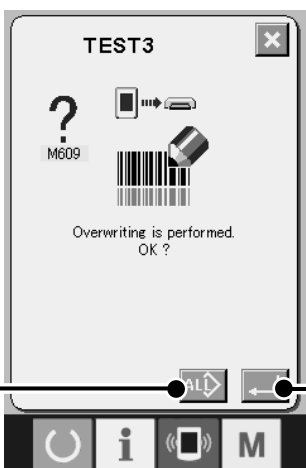 TEST3
?
M609
Overwriting is performed.
OK ?
ALL
i
M